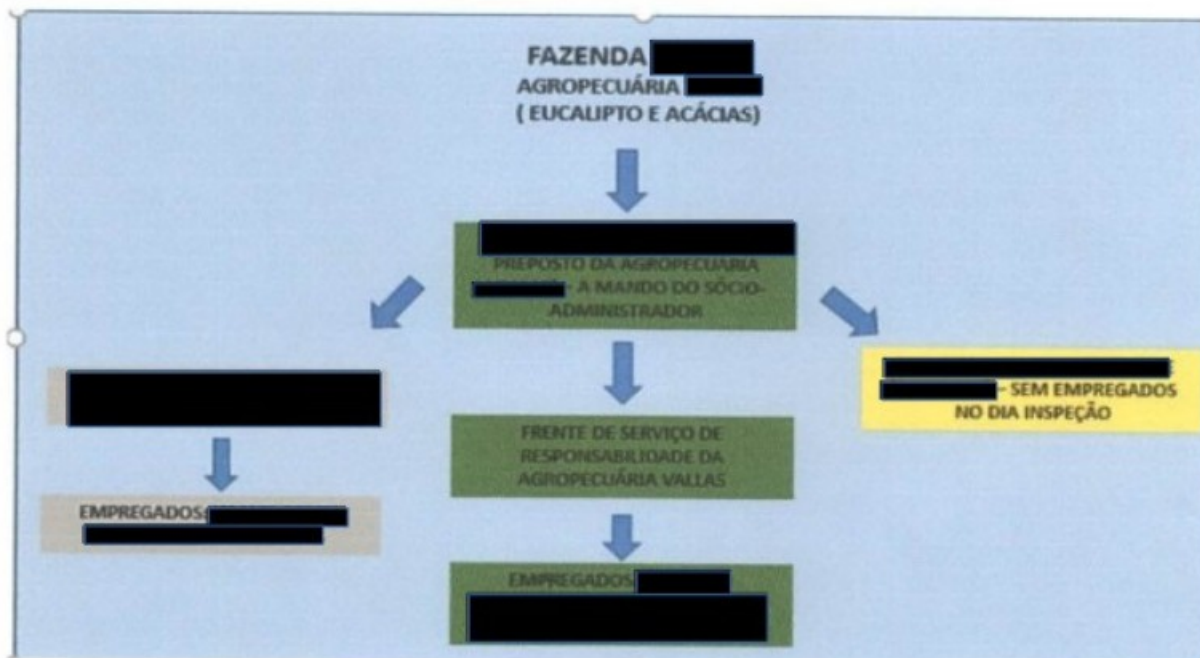 FAZENDA
AGROPECUÁRIA
( EUCALIPTO E ACÁCIAS)
PREPOSTO DA AGROPECUÁRIA
- A MANDO DO SÓCIO-
ADMINISTRADOR
- SEM EMPREGADOS
NO DIA INSPEÇÃO
FRENTE DE SERVIÇO DE
RESPONSABILIDADE DA
AGROPECUÁRIA VALLAS
EMPREGADOS:
EMPREGADOS